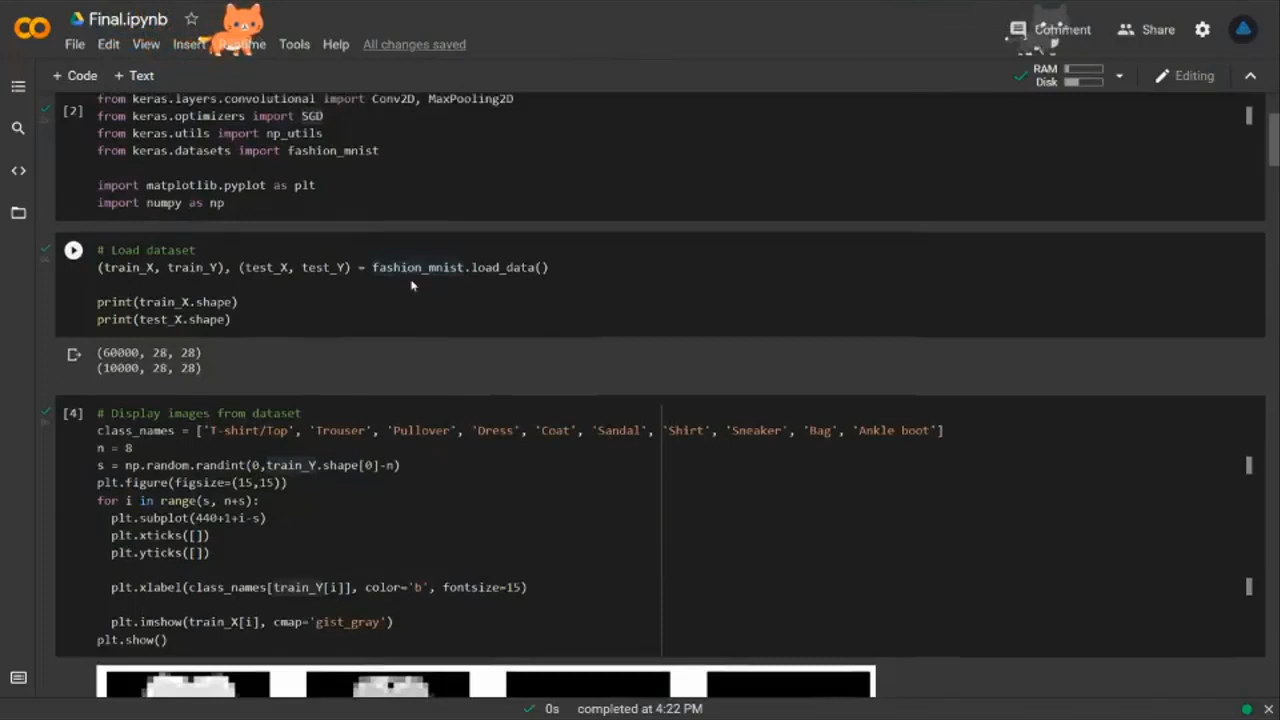 Final.ipynb
File Edit View Insert Runtime Tools Help All changes saved
Comment Share
+ Code + Text
RAM
Disk
Editing
[2]
from keras.layers.convolutional import Conv2D, MaxPooling2D
from keras.optimizers import SGD
from keras.utils import np_utils
from keras.datasets import fashion_mnist
import matplotlib.pyplot as plt
import numpy as np
# Load dataset
(train_X, train_Y), (test_X, test_Y) = fashion_mnist.load_data()
print(train_X.shape)
print(test_X.shape)
(60000, 28, 28)
(10000, 28, 28)
[4]
# Display images from dataset
class_names = ['T-shirt/Top', 'Trouser', 'Pullover', 'Dress', 'Coat', 'Sandal', 'Shirt', 'Sneaker', 'Bag', 'Ankle boot']
n = 8
s = np.random.randint(0,train_Y.shape[0]-n)
plt.figure(figsize=(15,15))
for i in range(s, n+s):
plt.subplot(440+1+i-s)
plt.xticks([])
plt.yticks([])
plt.xlabel(class_names[train_Y[i]], color='b', fontsize=15)
plt.imshow(train_X[i], cmap='gist_gray')
plt.show()
0s completed at 4:22 PM